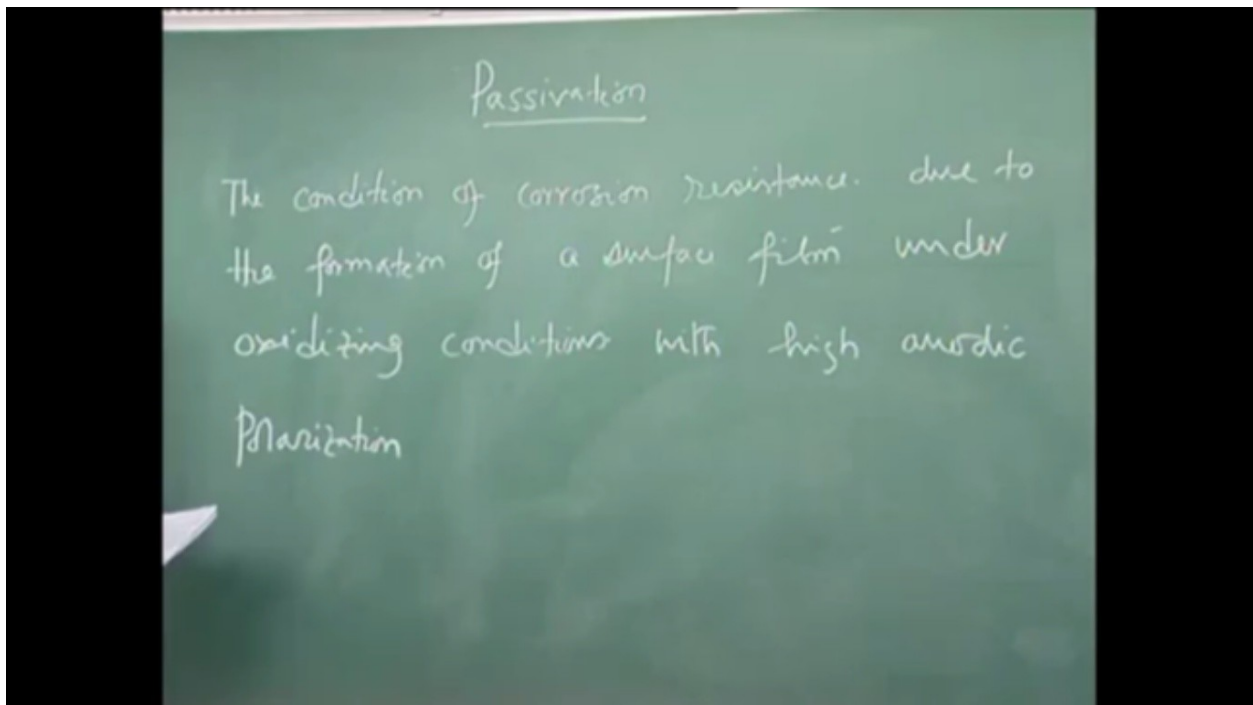 Passivation
The condition of corrosion resistance. due to
the formation of a surface film under
oxidizing conditions with high anodic
Polarization